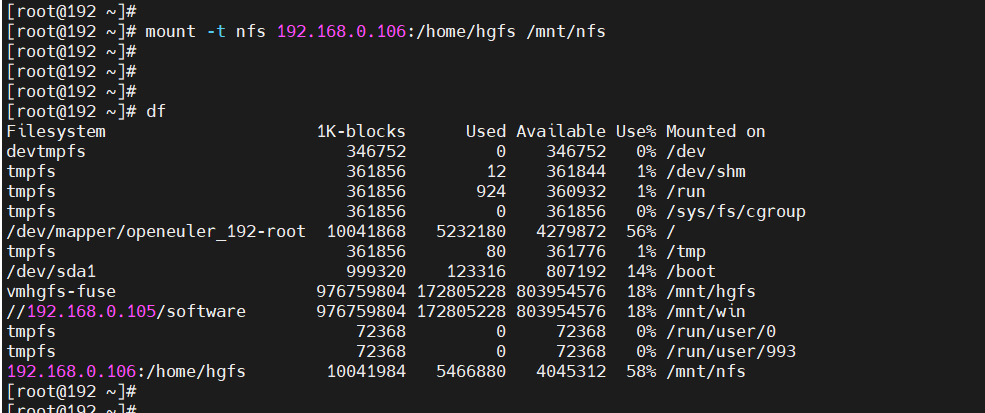 [root@192 ~]#
[root@192 ~]# mount -t nfs 192.168.0.106:/home/hgfs /mnt/nfs
[root@192 ~]#
[root@192 ~]#
[root@192 ~]#
[root@192 ~]# df
Filesystem 1K-blocks Used Available Use% Mounted on
devtmpfs 346752 0 346752 0% /dev
tmpfs 361856 12 361844 1% /dev/shm
tmpfs 361856 924 360932 1% /run
tmpfs 361856 0 361856 0% /sys/fs/cgroup
/dev/mapper/openeuler_192-root 10041868 5232180 4279872 56% /
tmpfs 361856 80 361776 1% /tmp
/dev/sda1 999320 123316 807192 14% /boot
vmhgfs-fuse 976759804 172805228 803954576 18% /mnt/hgfs
//192.168.0.105/software 976759804 172805228 803954576 18% /mnt/win
tmpfs 72368 0 72368 0% /run/user/0
tmpfs 72368 0 72368 0% /run/user/993
192.168.0.106:/home/hgfs 10041984 5466880 4045312 58% /mnt/nfs
[root@192 ~]#
[root@192 ~]#